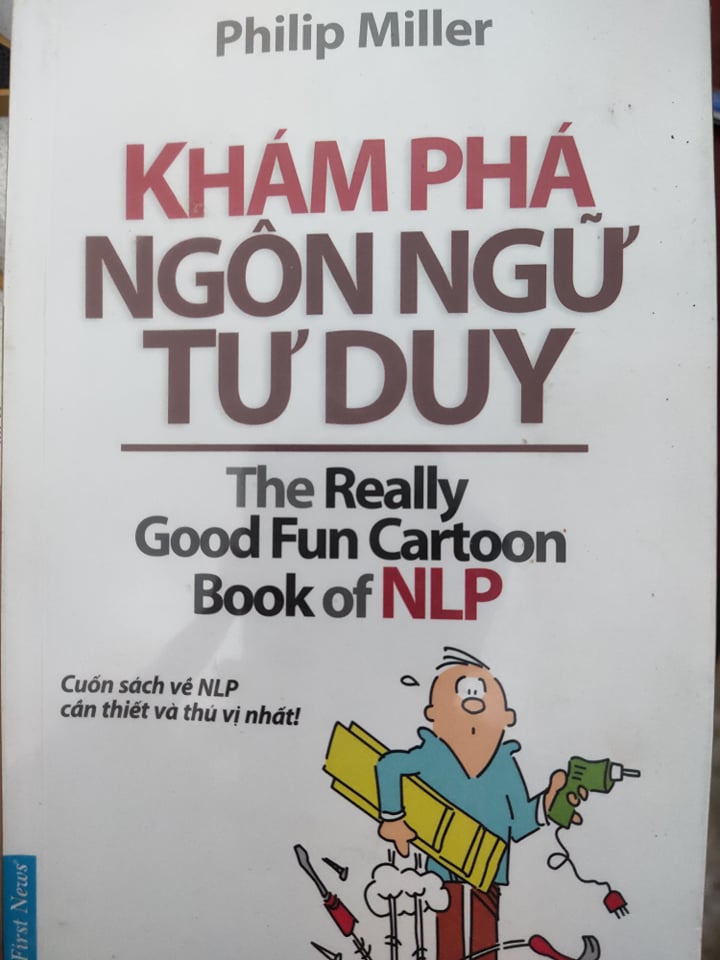 Philip Miller
KHÁM PHÁ
NGÔN NGỮ
TƯ DUY
The Really
Good Fun Cartoon
Book of NLP
Cuốn sách về NLP
cần thiết và thú vị nhất!
First News